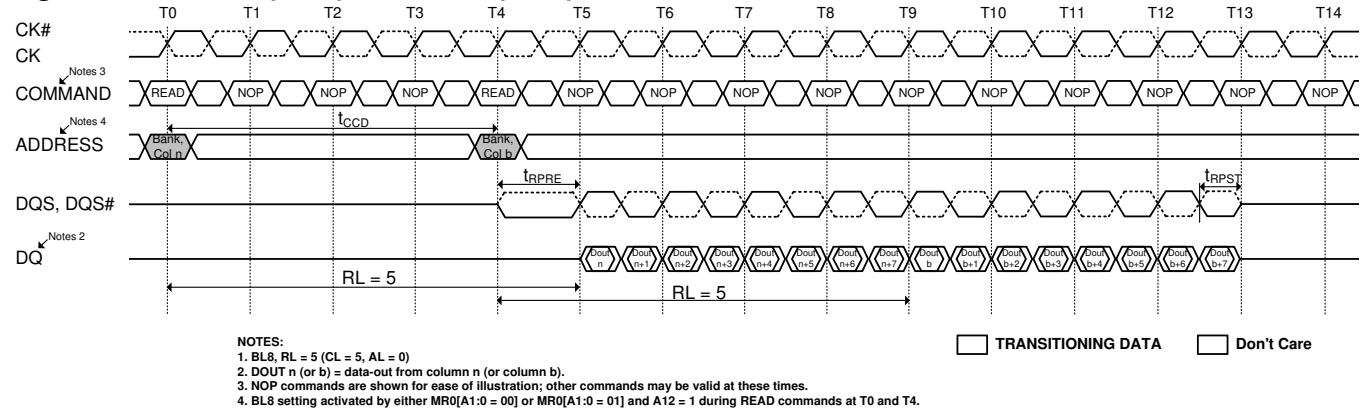 T0 T1 T2 T3 T4 T5 T6 T7 T8 T9 T10 T11 T12 T13 T14
CK#
CK
Notes 3
COMMAND READ NOP NOP NOP READ NOP NOP NOP NOP NOP NOP NOP NOP NOP NOP
Notes 4
tCCD
ADDRESS
Bank, Bank,
Col n Col b
tRPRE tRPST
DQS, DQS#
Notes 2
DQ
Dout Dout Dout Dout Dout Dout Dout Dout Dout Dout Dout Dout Dout Dout Dout Dout
n n+1 n+2 n+3 n+4 n+5 n+6 n+7 b b+1 b+2 b+3 b+4 b+5 b+6 b+7
RL = 5
RL = 5
NOTES:
1. BL8, RL = 5 (CL = 5, AL = 0)
2. DOUT n (or b) = data-out from column n (or column b).
3. NOP commands are shown for ease of illustration; other commands may be valid at these times.
4. BL8 setting activated by either MR0[A1:0 = 00] or MR0[A1:0 = 01] and A12 = 1 during READ commands at T0 and T4.
TRANSITIONING DATA Don't Care